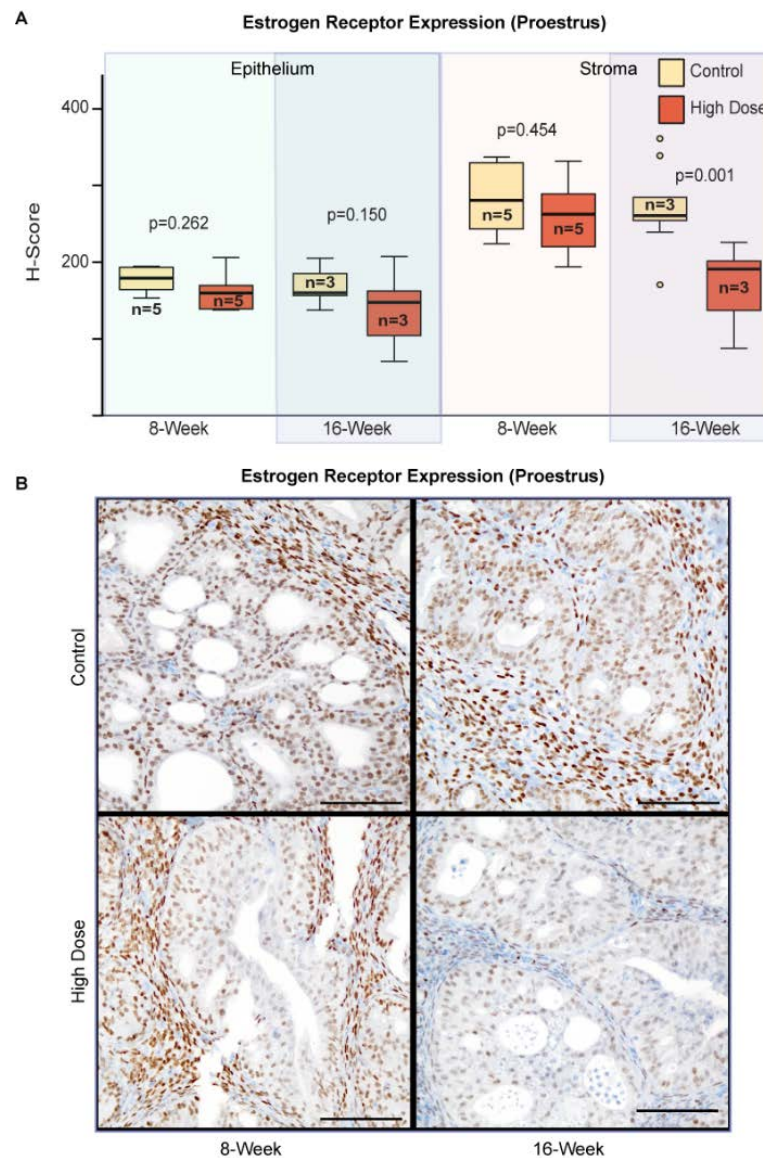 A
Estrogen Receptor Expression (Proestrus)
Epithelium
Stroma
Control
High Dose
H-Score
400
200
p=0.262
p=0.150
p=0.454
p=0.001
n=5
n=5
n=3
n=3
n=5
n=5
n=3
n=3
8-Week
16-Week
8-Week
16-Week
B
Estrogen Receptor Expression (Proestrus)
Control
High Dose
8-Week
16-Week